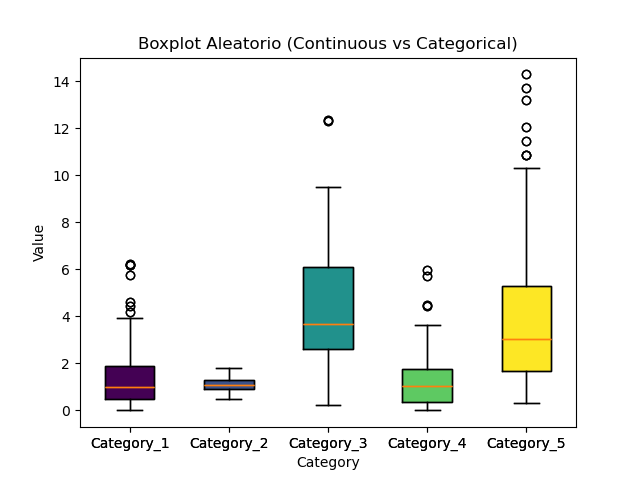 Boxplot Aleatorio (Continuous vs Categorical)
14
12
10
8
6
4
2
0
Value
Category_1 Category_2 Category_3 Category_4 Category_5
Category